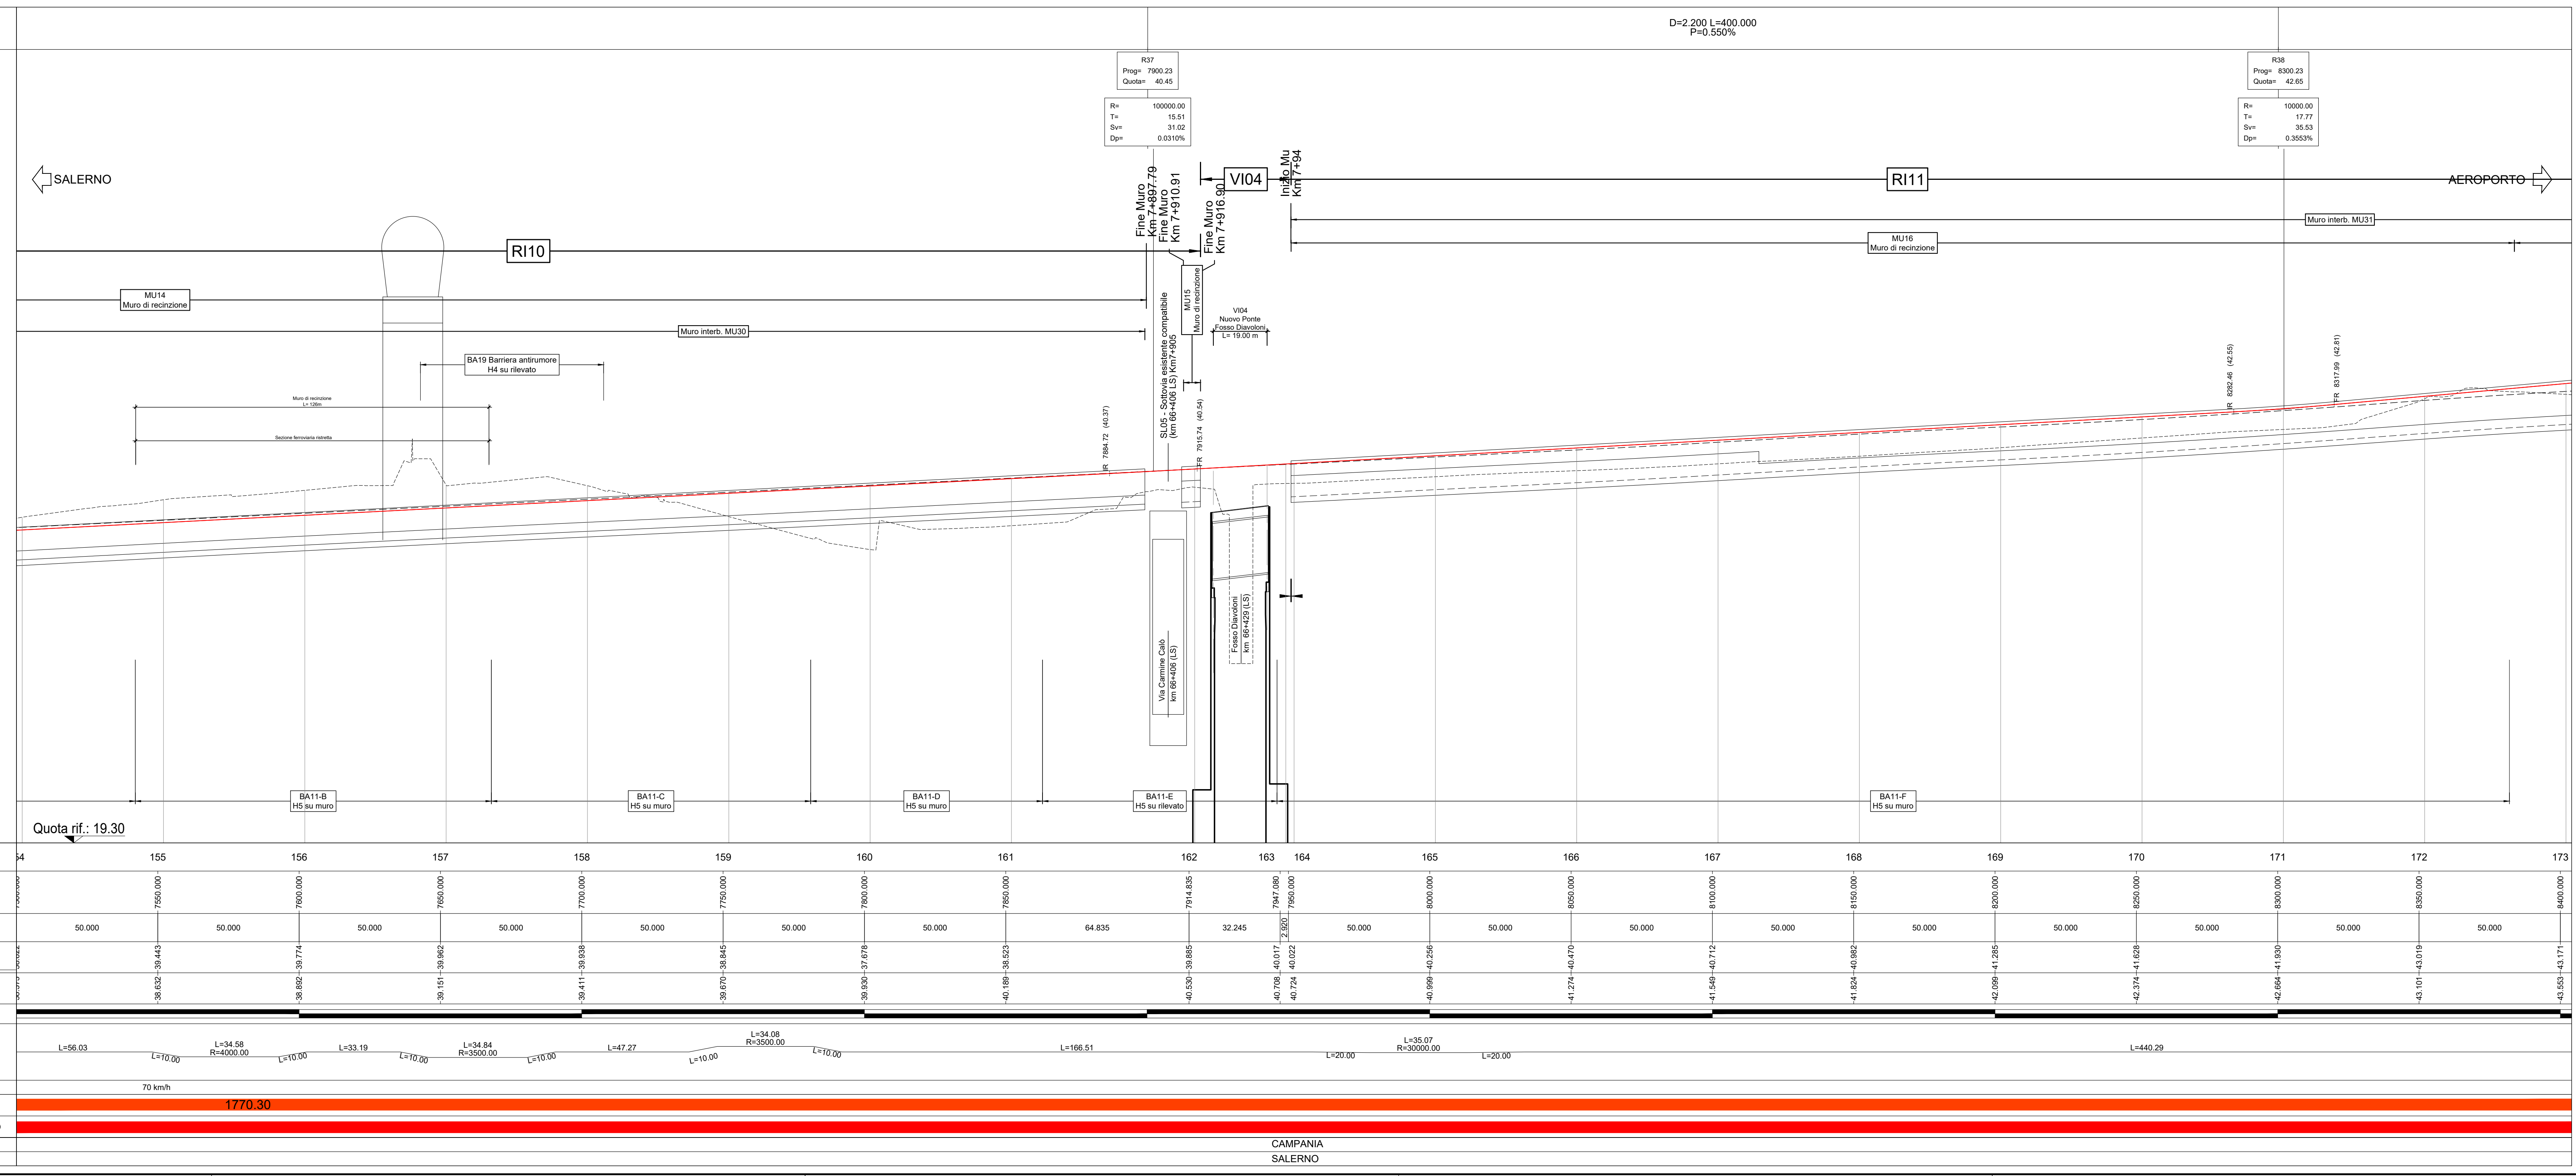 D=2.200 L=400.000
P=0.550%
R37
Prog= 7900.23
Quota= 40.45
R= 100000.00
T= 15.51
Sv= 31.02
Dp= 0.0310%
R38
Prog= 8300.23
Quota= 42.65
R= 10000.00
T= 17.77
Sv= 35.53
Dp= 0.3553%
SALERNO
AEROPORTO
VI04
RI11
RI10
Fine Muro
Km 7+897.79
Fine Muro
Km 7+910.91
Fine Muro
Km 7+916.90
Inizio Mu
Km 7+94
Muro interb. MU31
MU16
Muro di recinzione
MU14
Muro di recinzione
Muro interb. MU30
MU15
Muro di recinzione
VI04
Nuovo Ponte
Fosso Diavoloni
L= 19.00 m
SL05 - Sottovia esistente compatibile
(km 66+406 LS) Km7+905
BA19 Barriera antirumore
H4 su rilevato
Muro di recinzione
L= 126m
Sezione ferroviaria ristretta
IR 7884.72 (40.37)
FR 7915.74 (40.54)
IR 8282.46 (42.55)
FR 8317.99 (42.81)
Via Carmine Calò
km 66+406 (LS)
Fosso Diavoloni
km 66+429 (LS)
BA11-B
H5 su muro
BA11-C
H5 su muro
BA11-D
H5 su muro
BA11-E
H5 su rilevato
BA11-F
H5 su muro
Quota rif.: 19.30
54 155 156 157 158 159 160 161 162 163 164 165 166 167 168 169 170 171 172 173
7550.000 7600.000 7650.000 7700.000 7750.000 7800.000 7850.000 7914.835 7947.080 7950.000 8000.000 8050.000 8100.000 8150.000 8200.000 8250.000 8300.000 8350.000 8400.000
50.000 50.000 50.000 50.000 50.000 50.000 50.000 64.835 32.245 2.920 50.000 50.000 50.000 50.000 50.000 50.000 50.000 50.000 50.000
39.443 39.774 39.962 39.938 38.845 37.678 38.523 39.885 40.017 40.022 40.256 40.470 40.712 40.982 41.285 41.628 41.930 43.019 43.171
38.632 38.892 39.151 39.411 39.670 39.930 40.189 40.530 40.708 40.724 40.999 41.274 41.549 41.824 42.099 42.374 42.664 43.101 43.553
L=56.03
L=10.00
L=34.58
R=4000.00
L=10.00
L=33.19
L=10.00
L=34.84
R=3500.00
L=10.00
L=47.27
L=10.00
L=34.08
R=3500.00
L=10.00
L=166.51
L=20.00
L=35.07
R=30000.00
L=20.00
L=440.29
70 km/h
1770.30
CAMPANIA
SALERNO